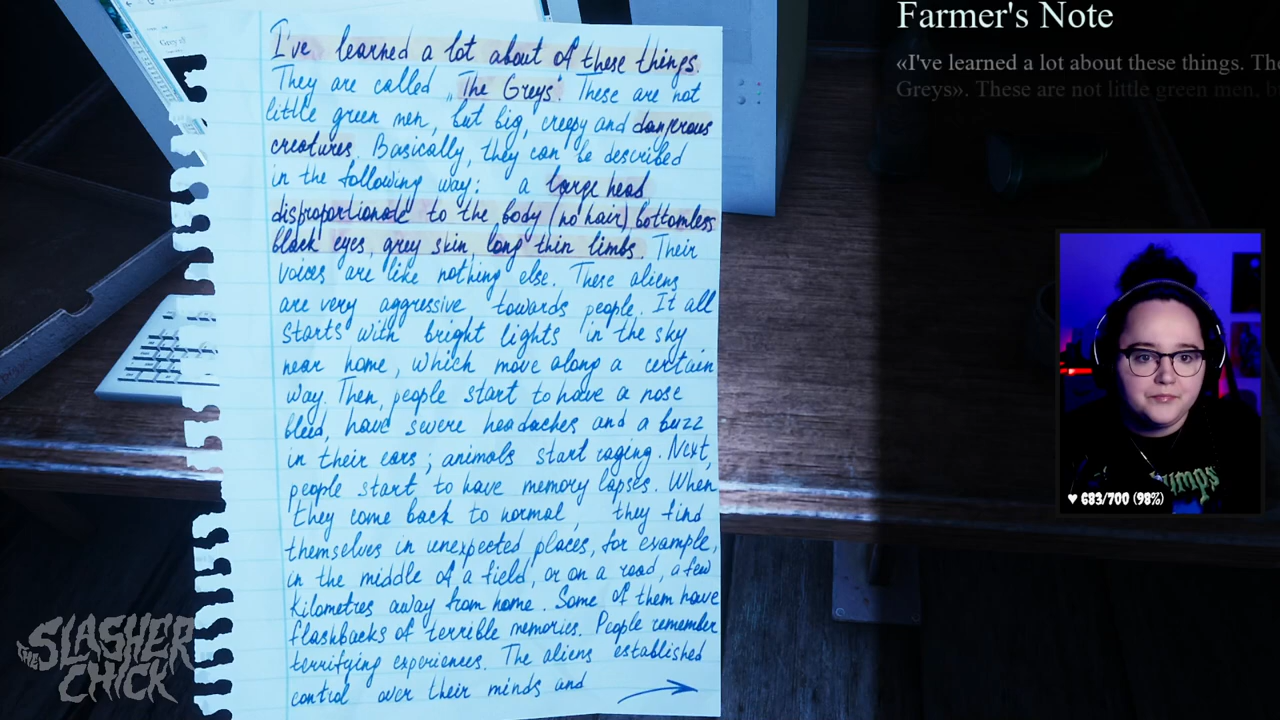 Farmer's Note
«I've learned a lot about these things. The
Greys». These are not little green men, b
I've learned a lot about of these things.
They are called „The Greys". These are not
little green men, but big, creepy and dangerous
creatures. Basically, they can be described
in the following way: a large head
disproportionate to the body (no hair) bottomless
black eyes, grey skin, long thin limbs. Their
voices are like nothing else. These aliens
are very aggressive towards people. It all
starts with bright lights in the sky
near home, which move along a certain
way. Then, people start to have a nose
bleed, have severe headaches and a buzz
in their ears; animals start raging. Next,
people start to have memory lapses. When
they come back to normal, they find
themselves in unexpected places, for example,
in the middle of a field, or on a road, a few
kilometres away from home. Some of them have
flashbacks of terrible memories. People remember
terrifying experiences. The aliens established
control over their minds and
umps
♥ 683/700 (98%)
THE
SLASHER
CHICK